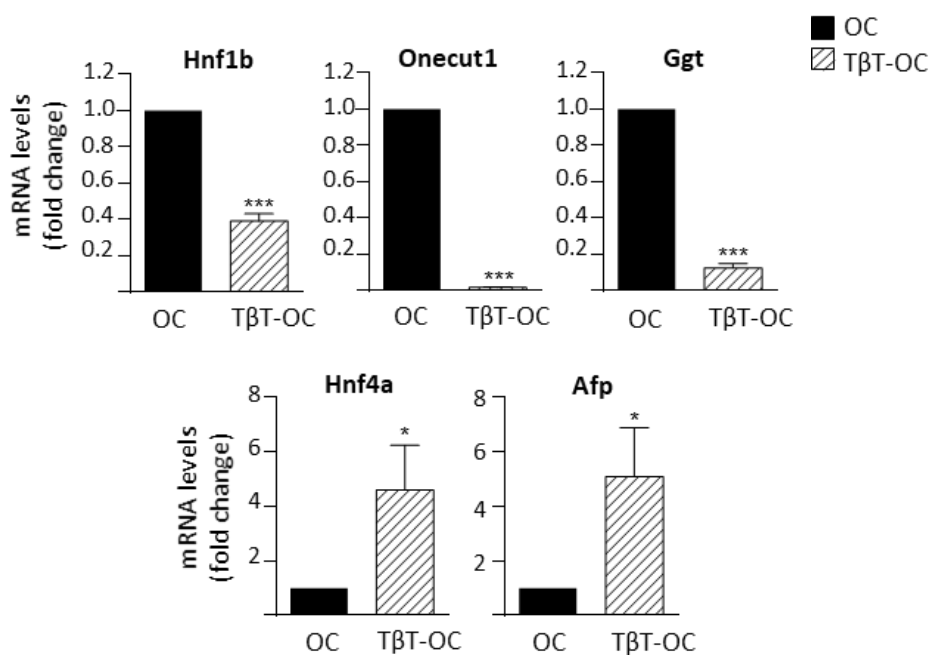 OC
TβT-OC
Hnf1b
Onecut1
Ggt
mRNA levels
(fold change)
1.2
1.0
0.8
0.6
0.4
0.2
***
OC
TβT-OC
1.2
1.0
0.8
0.6
0.4
0.2
***
OC
TβT-OC
1.2
1.0
0.8
0.6
0.4
0.2
***
OC
TβT-OC
Hnf4a
Afp
mRNA levels
(fold change)
8
6
4
2
*
OC
TβT-OC
8
6
4
2
*
OC
TβT-OC